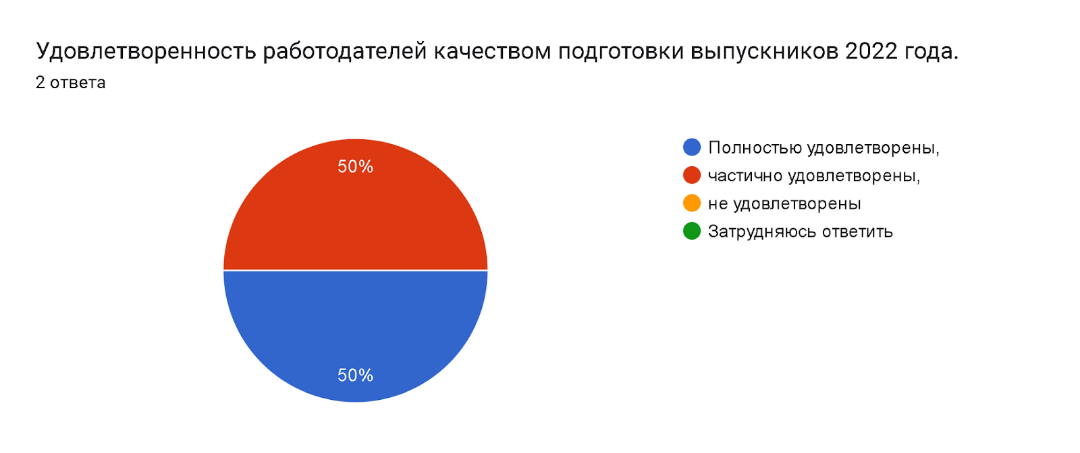 Удовлетворенность работодателей качеством подготовки выпускников 2022 года.
2 ответа
50%
50%
Полностью удовлетворены,
частично удовлетворены,
не удовлетворены
Затрудняюсь ответить